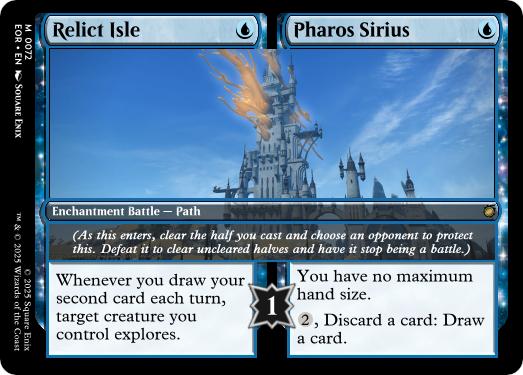 Relict Isle
Pharos Sirius
Enchantment Battle — Path
(As this enters, clear the half you cast and choose an opponent to protect
this. Defeat it to clear uncleared halves and have it stop being a battle.)
Whenever you draw your
second card each turn,
target creature you
control explores.
1
You have no maximum
hand size.
2, Discard a card: Draw
a card.
M 0072
EOR • EN SQUARE ENIX
™ & © 2025 Wizards of the Coast
© 2025 Square Enix